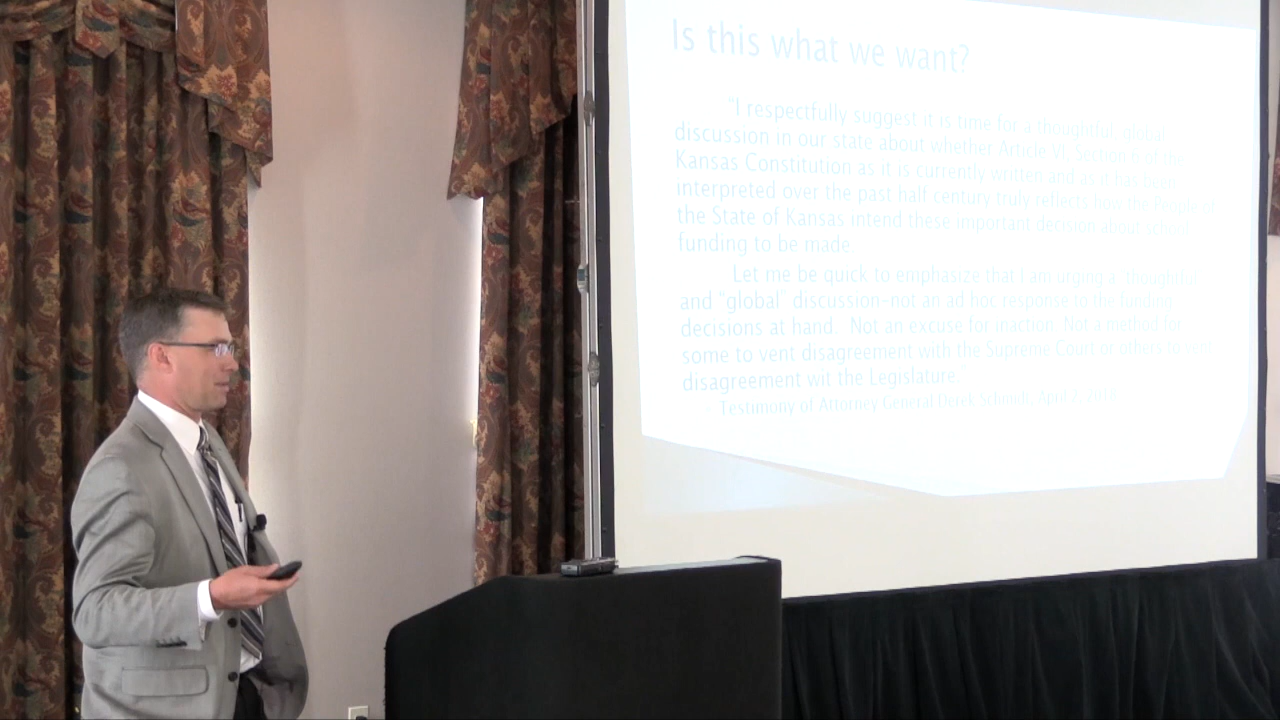 Is this what we want?
"I respectfully suggest it is time for a thoughtful, global
discussion in our state about whether Article VI, Section 6 of the
Kansas Constitution as it is currently written and as it has been
interpreted over the past half century truly reflects how the People of
the State of Kansas intend these important decision about school
funding to be made.
Let me be quick to emphasize that I am urging a "thoughtful"
and "global" discussion-not an ad hoc response to the funding
decisions at hand. Not an excuse for inaction. Not a method for
some to vent disagreement with the Supreme Court or others to vent
disagreement wit the Legislature."
- Testimony of Attorney General Derek Schmidt, April 2,